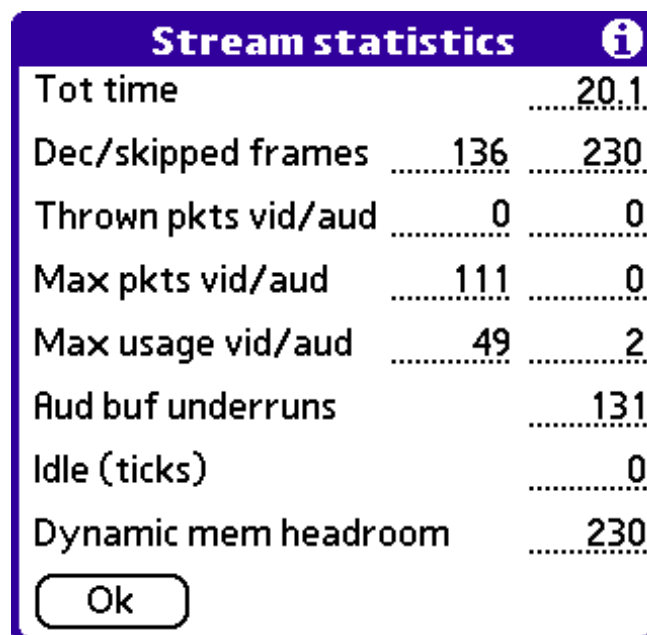 Stream statistics i
Tot time 20.1
Dec/skipped frames 136 230
Thrown pkts vid/aud 0 0
Max pkts vid/aud 111 0
Max usage vid/aud 49 2
Aud buf underruns 131
Idle (ticks) 0
Dynamic mem headroom 230
Ok